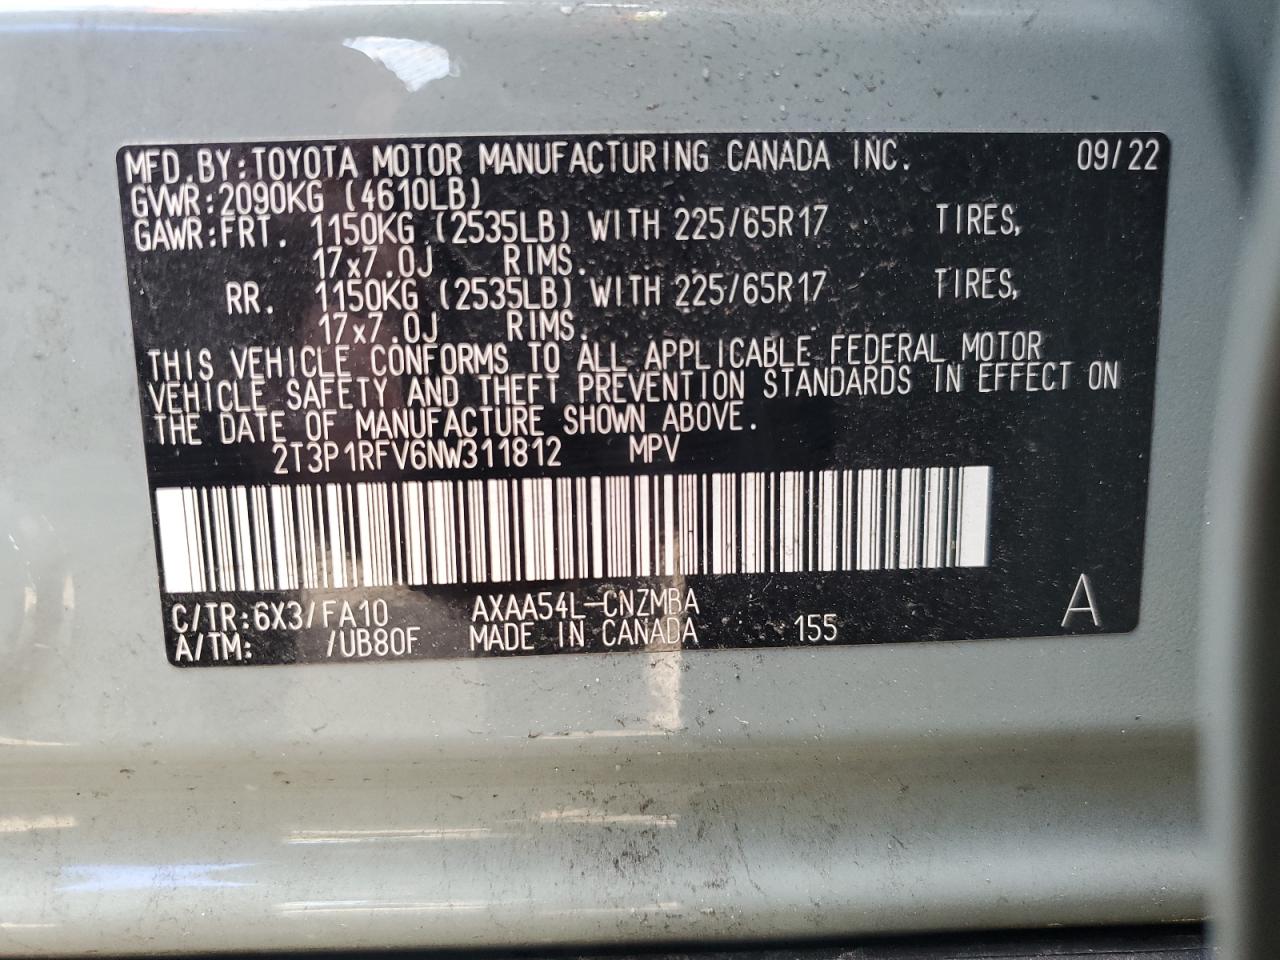 MFD.BY:TOYOTA MOTOR MANUFACTURING CANADA INC. 09/22
GVWR:2090KG (4610LB)
GAWR:FRT. 1150KG (2535LB) WITH 225/65R17 TIRES,
17x7.0J RIMS.
RR. 1150KG (2535LB) WITH 225/65R17 TIRES,
17x7.0J RIMS.
THIS VEHICLE CONFORMS TO ALL APPLICABLE FEDERAL MOTOR
VEHICLE SAFETY AND THEFT PREVENTION STANDARDS IN EFFECT ON
THE DATE OF MANUFACTURE SHOWN ABOVE.
2T3P1RFV6NW311812 MPV
C/TR:6X3/FA10 AXAA54L-CNZMBA
A/TM: /UB80F MADE IN CANADA 155 A